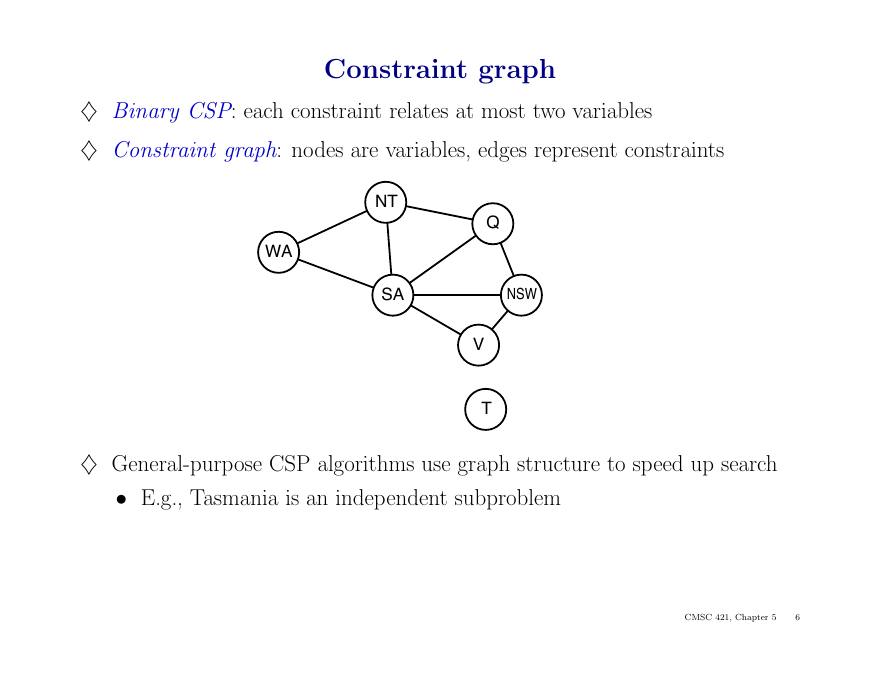 Constraint graph
♢ Binary CSP: each constraint relates at most two variables
♢ Constraint graph: nodes are variables, edges represent constraints
NT
Q
WA
SA
NSW
V
T
♢ General-purpose CSP algorithms use graph structure to speed up search
• E.g., Tasmania is an independent subproblem
CMSC 421, Chapter 5 6